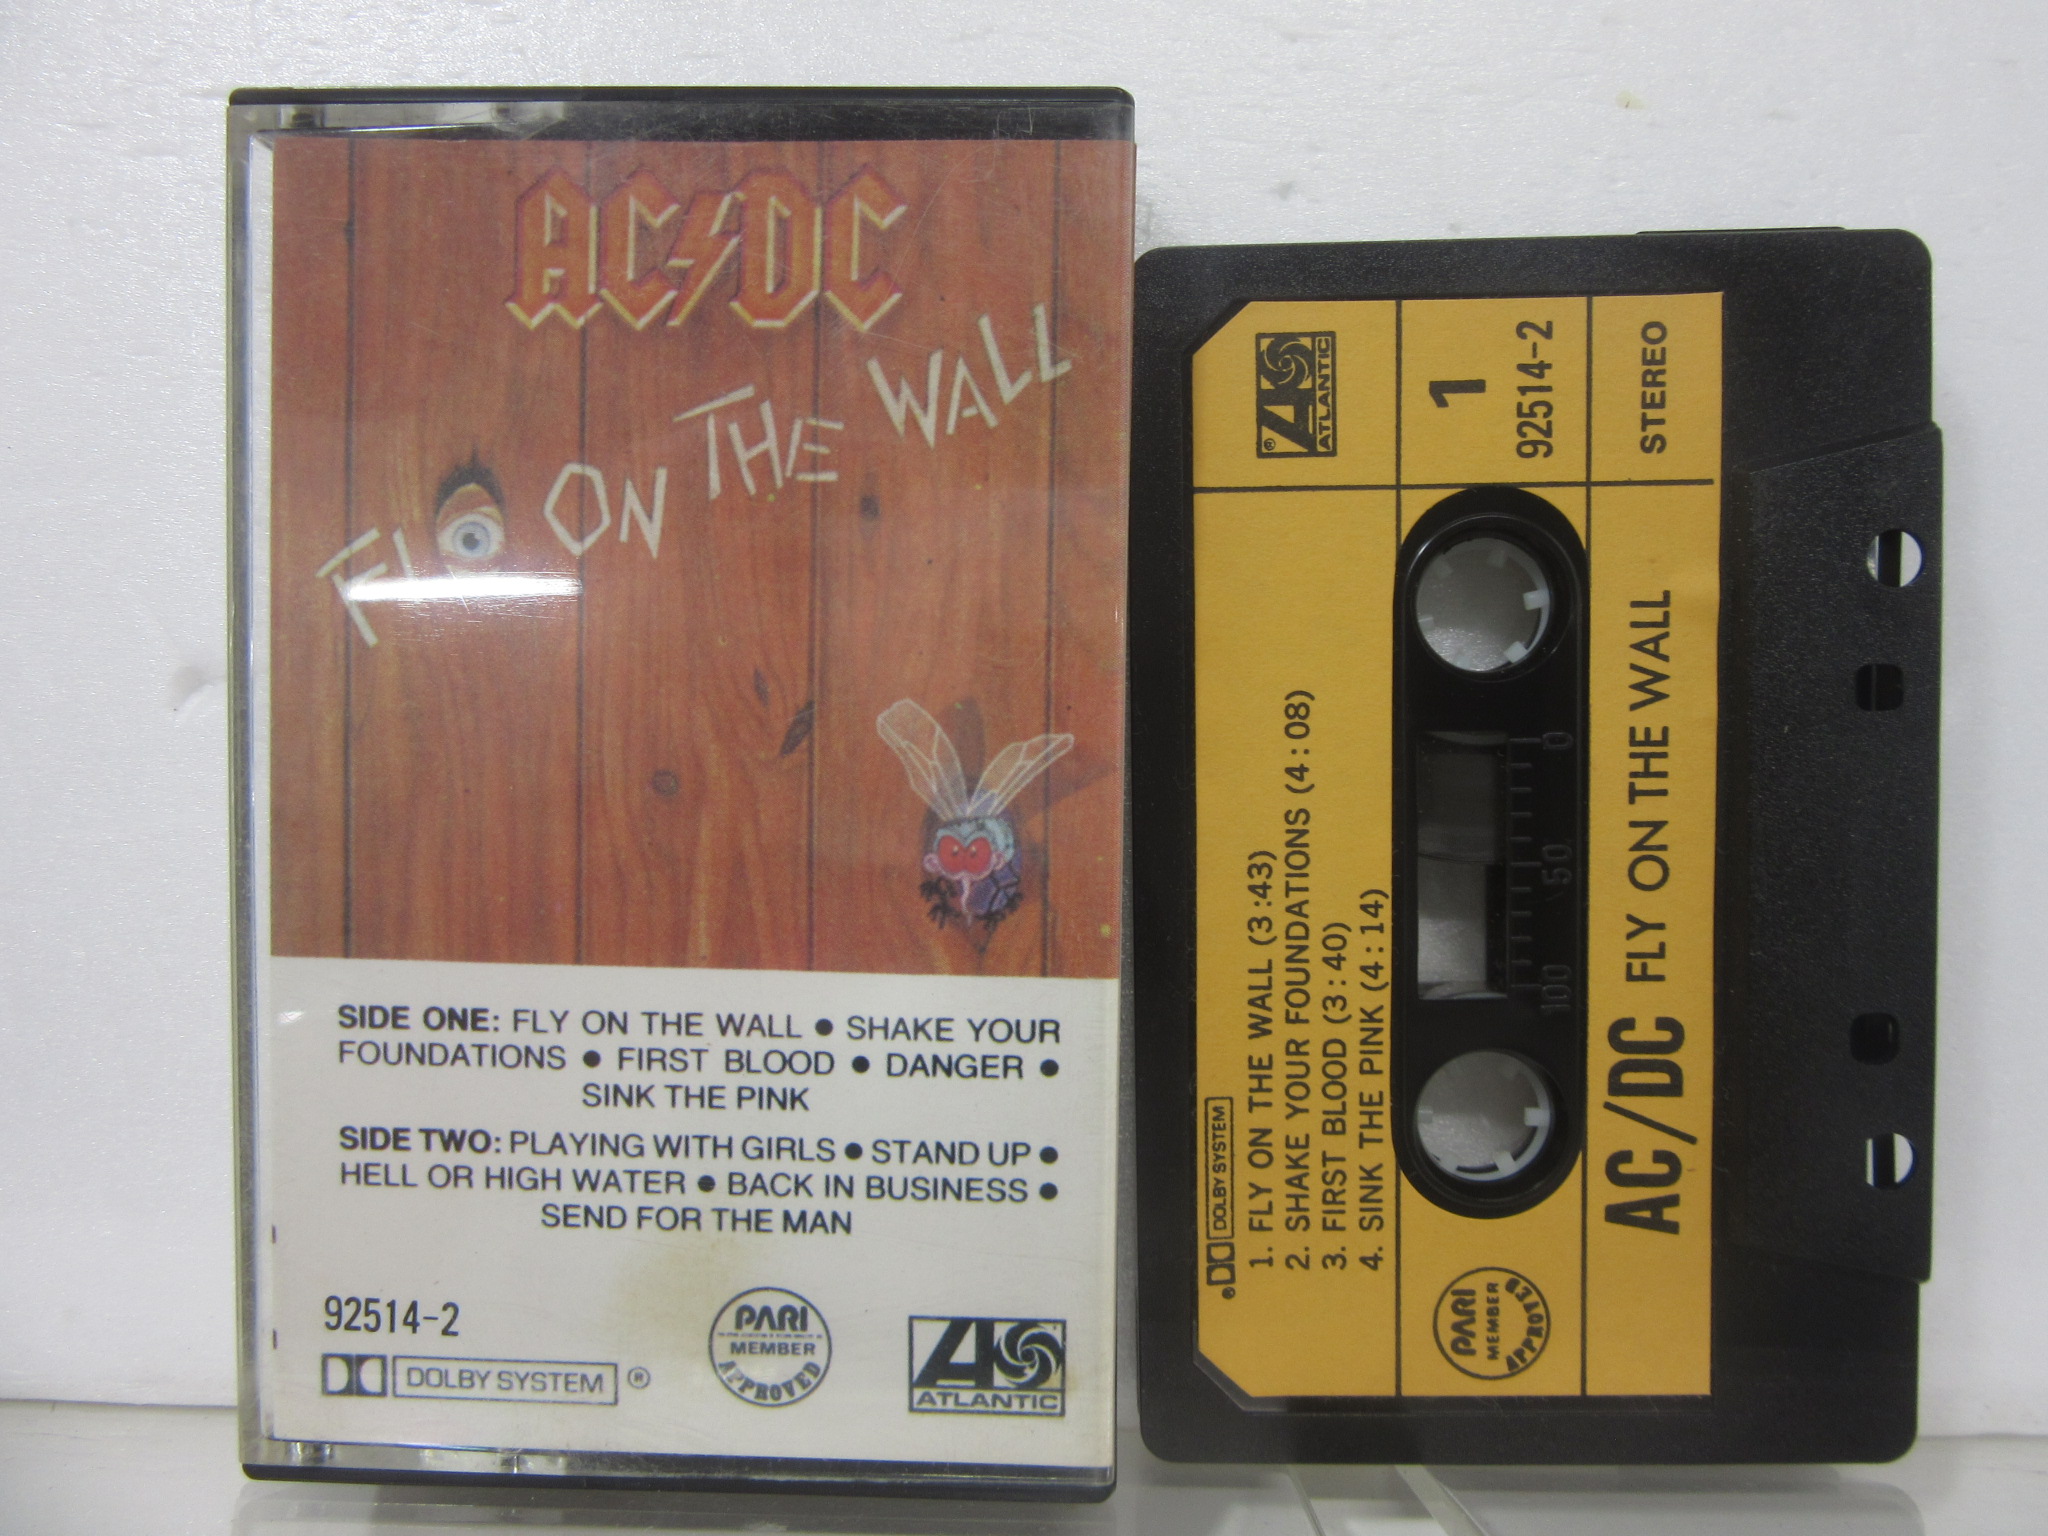 AC/DC
FLY ON THE WALL
SIDE ONE: FLY ON THE WALL ● SHAKE YOUR
FOUNDATIONS ● FIRST BLOOD ● DANGER ●
SINK THE PINK
SIDE TWO: PLAYING WITH GIRLS ● STAND UP ●
HELL OR HIGH WATER ● BACK IN BUSINESS ●
SEND FOR THE MAN
92514-2
DOLBY SYSTEM ®
PARI
MEMBER
APPROVED
ATLANTIC
® DOLBY SYSTEM
1. FLY ON THE WALL (3:43)
2. SHAKE YOUR FOUNDATIONS (4:08)
3. FIRST BLOOD (3:40)
4. SINK THE PINK (4:14)
® ATLANTIC
1
92514-2
STEREO
0
50
100
PARI
MEMBER
APPROVED
AC/DC FLY ON THE WALL